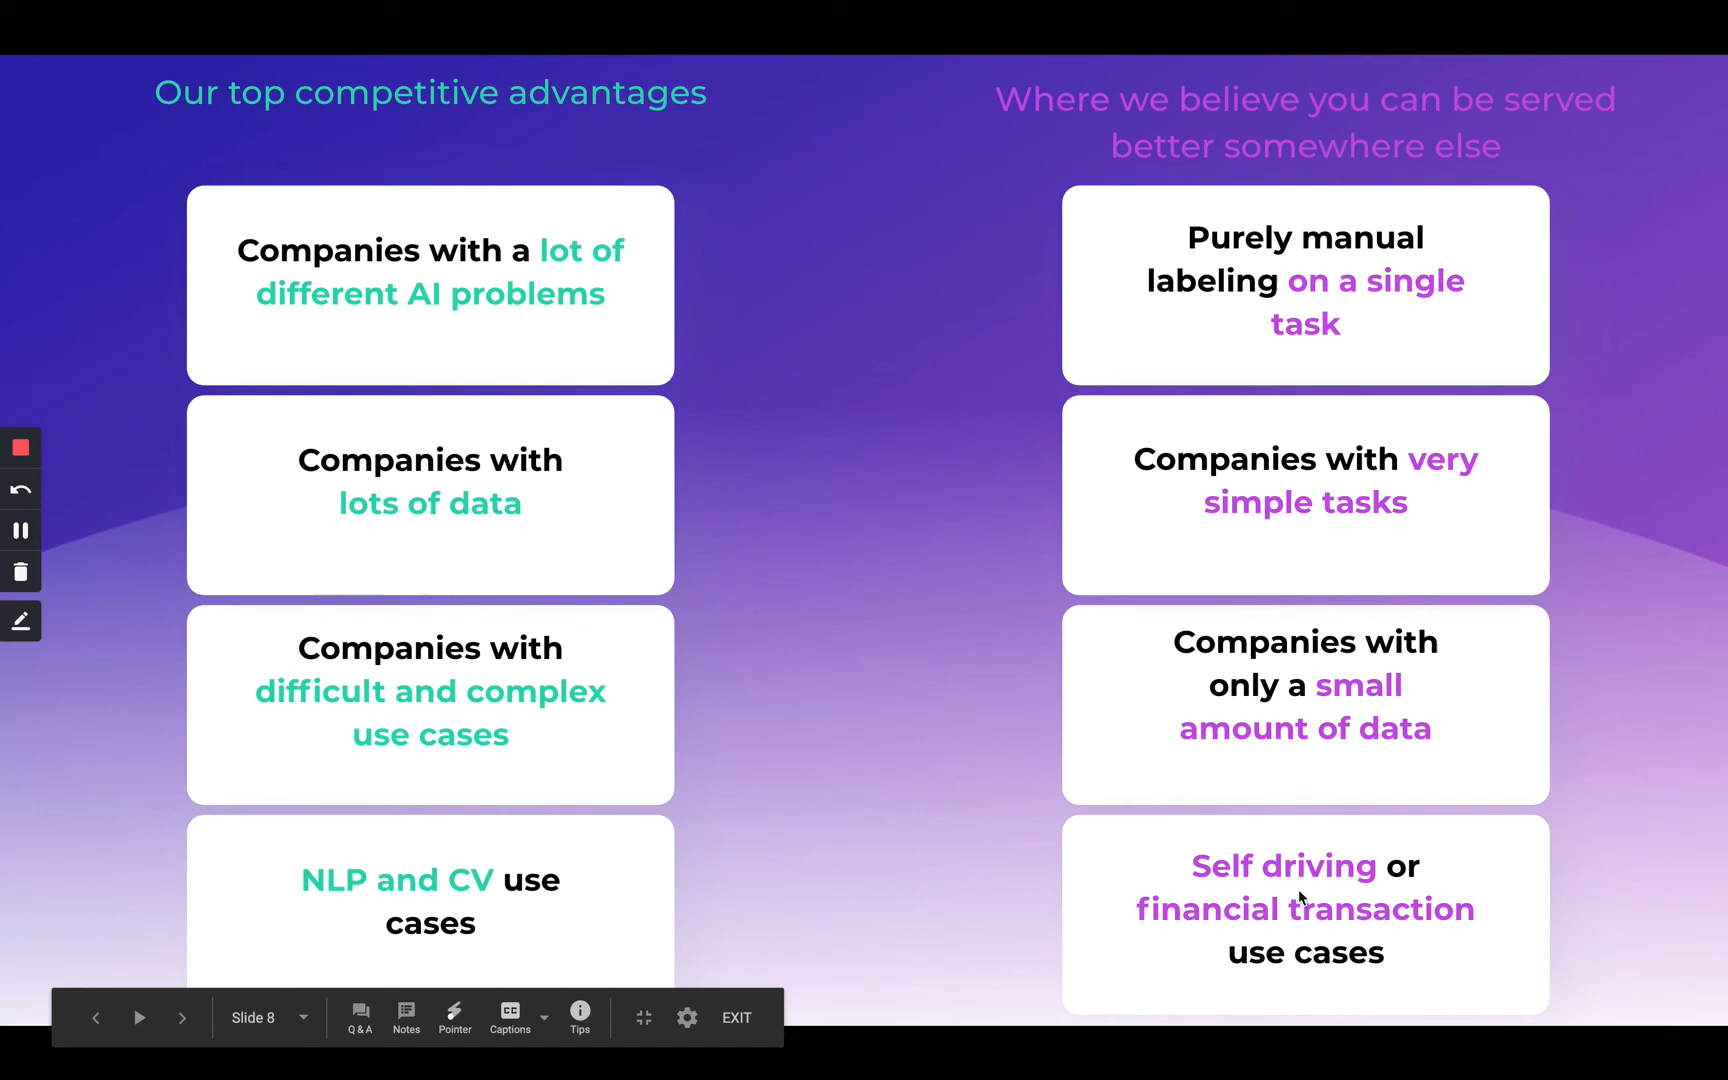 Our top competitive advantages
Companies with a lot of
different AI problems
Companies with
lots of data
Companies with
difficult and complex
use cases
NLP and CV use
cases
Where we believe you can be served
better somewhere else
Purely manual
labeling on a single
task
Companies with very
simple tasks
Companies with
only a small
amount of data
Self driving or
financial transaction
use cases
Slide 8
Q & A
Notes
Pointer
CC
Captions
Tips
EXIT